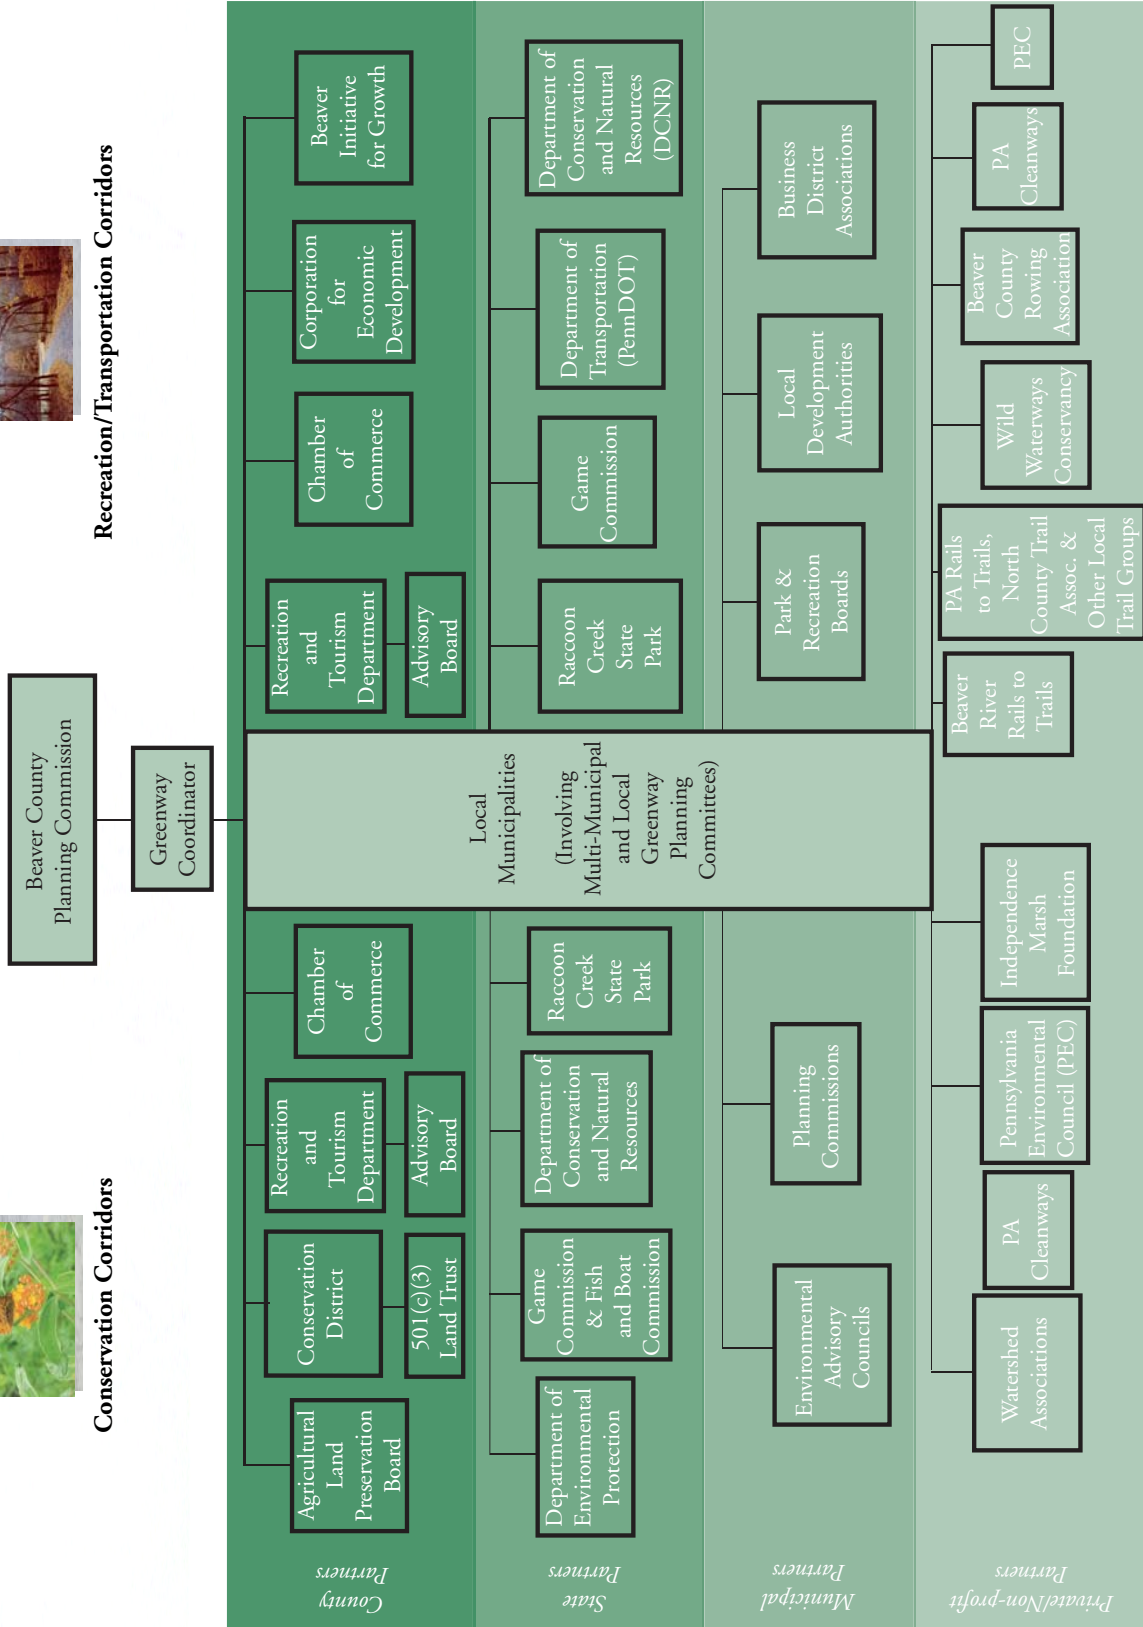 Conservation Corridors
Recreation/Transportation Corridors
Beaver County
Planning Commission
Greenway
Coordinator
Local
Municipalities
(Involving
Multi-Municipal
and Local
Greenway
Planning
Committees)
County
Partners
Agricultural
Land
Preservation
Board
Conservation
District
501(c)(3)
Land Trust
Recreation
and
Tourism
Department
Advisory
Board
Chamber
of
Commerce
Recreation
and
Tourism
Department
Advisory
Board
Chamber
of
Commerce
Corporation
for
Economic
Development
Beaver
Initiative
for Growth
State
Partners
Department of
Environmental
Protection
Game
Commission
& Fish
and Boat
Commission
Department of
Conservation
and Natural
Resources
Raccoon
Creek
State
Park
Raccoon
Creek
State
Park
Game
Commission
Department of
Transportation
(PennDOT)
Department of
Conservation
and Natural
Resources
(DCNR)
Municipal
Partners
Environmental
Advisory
Councils
Planning
Commissions
Park &
Recreation
Boards
Local
Development
Authorities
Business
District
Associations
Private/Non-profit
Partners
Watershed
Associations
PA
Cleanways
Pennsylvania
Environmental
Council (PEC)
Independence
Marsh
Foundation
Beaver
River
Rails to
Trails
PA Rails
to Trails,
North
County Trail
Assoc. &
Other Local
Trail Groups
Wild
Waterways
Conservancy
Beaver
County
Rowing
Association
PA
Cleanways
PEC